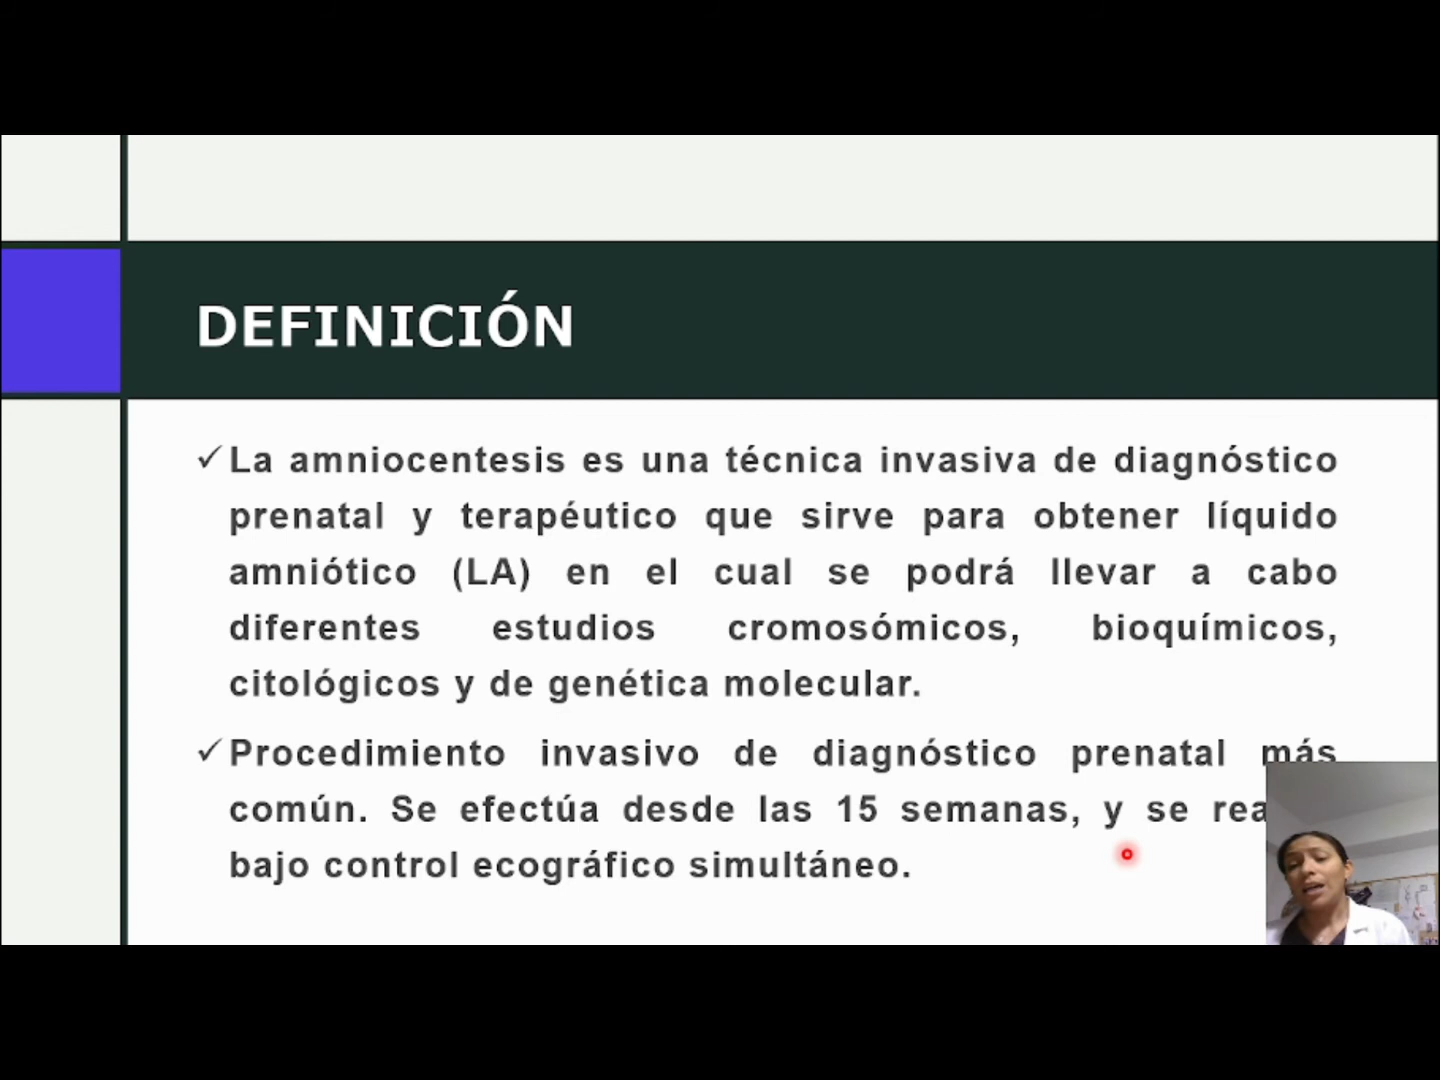 DEFINICIÓN
✓ La amniocentesis es una técnica invasiva de diagnóstico
prenatal y terapéutico que sirve para obtener líquido
amniótico (LA) en el cual se podrá llevar a cabo
diferentes estudios cromosómicos, bioquímicos,
citológicos y de genética molecular.
✓ Procedimiento invasivo de diagnóstico prenatal más
común. Se efectúa desde las 15 semanas, y se
bajo control ecográfico simultáneo.